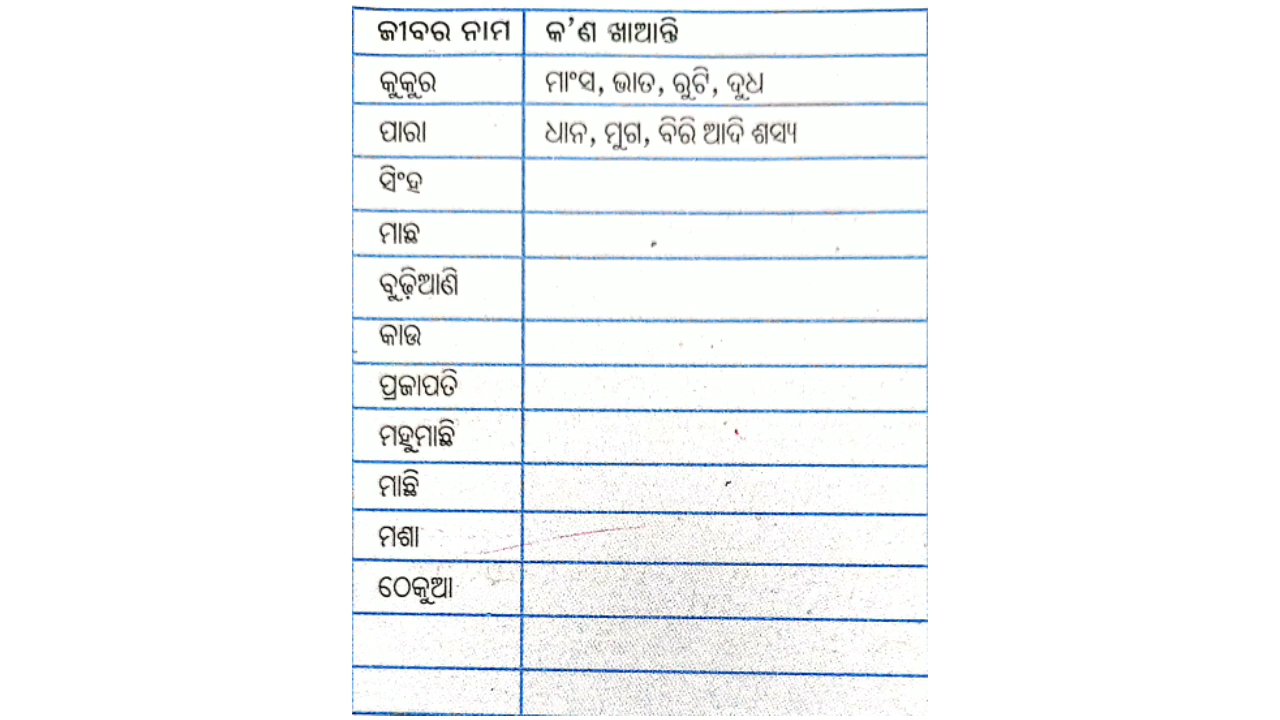 ଜୀବର ନାମ କ'ଣ ଖାଆନ୍ତି
କୁକୁର ମାଂସ, ଭାତ, ରୁଟି, ଦୁଧ
ପାରା ଧାନ, ମୁଗ, ବିରି ଆଦି ଶସ୍ୟ
ସିଂହ
ମାଛ
ବୁଢ଼ିଆଣି
କାଉ
ପ୍ରଜାପତି
ମହୁମାଛି
ମାଛି
ମଶା
ଠେକୁଆ